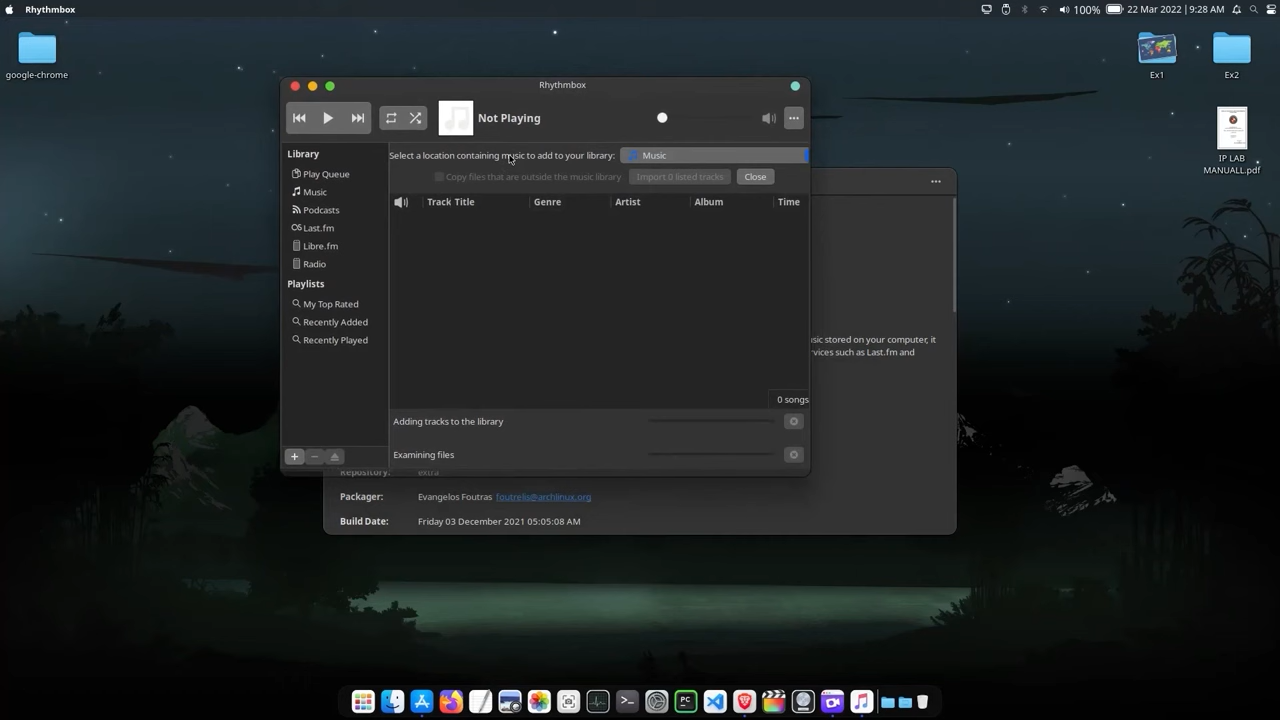 Rhythmbox
100%
22 Mar 2022 | 9:28 AM
google-chrome
Ex1
Ex2
IP LAB
MANUALL.pdf
Rhythmbox
Not Playing
Library
Play Queue
Music
Podcasts
Last.fm
Libre.fm
Radio
Playlists
My Top Rated
Recently Added
Recently Played
Select a location containing music to add to your library:
Music
Copy files that are outside the music library
Import 0 listed tracks
Close
Track Title
Genre
Artist
Album
Time
0 songs
Adding tracks to the library
Examining files
sic stored on your computer, it
vices such as Last.fm and
Repository: extra
Packager: Evangelos Foutras foutrelis@archlinux.org
Build Date: Friday 03 December 2021 05:05:08 AM
PC